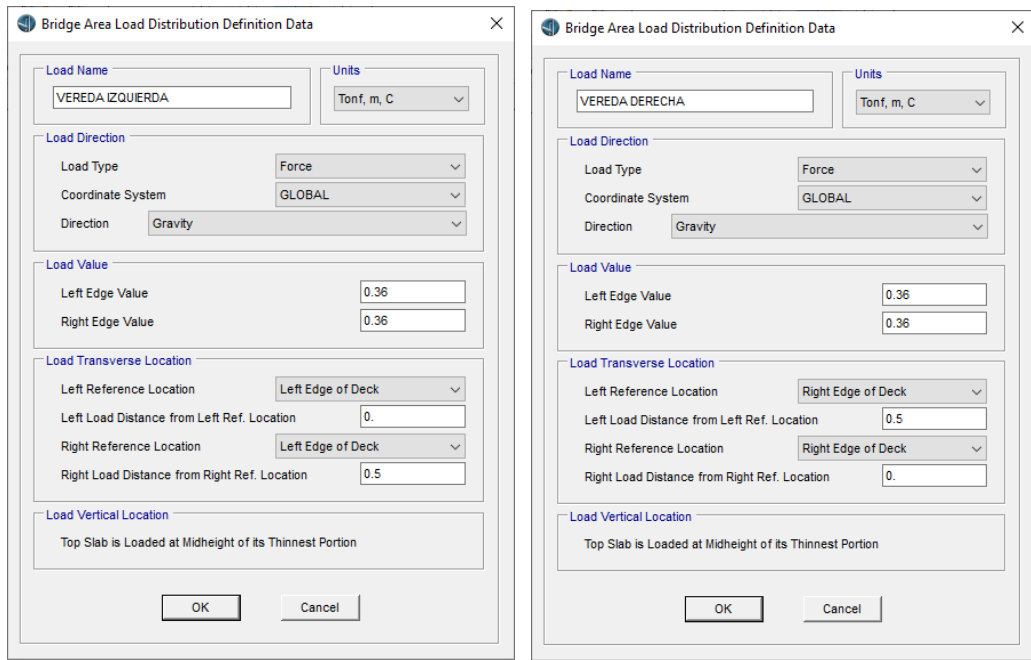 Bridge Area Load Distribution Definition Data
Load Name
Units
VEREDA IZQUIERDA
Tonf, m, C
Load Direction
Load Type
Force
Coordinate System
GLOBAL
Direction
Gravity
Load Value
Left Edge Value
0.36
Right Edge Value
0.36
Load Transverse Location
Left Reference Location
Left Edge of Deck
Left Load Distance from Left Ref. Location
0.
Right Reference Location
Left Edge of Deck
Right Load Distance from Right Ref. Location
0.5
Load Vertical Location
Top Slab is Loaded at Midheight of its Thinnest Portion
OK
Cancel
Bridge Area Load Distribution Definition Data
Load Name
Units
VEREDA DERECHA
Tonf, m, C
Load Direction
Load Type
Force
Coordinate System
GLOBAL
Direction
Gravity
Load Value
Left Edge Value
0.36
Right Edge Value
0.36
Load Transverse Location
Left Reference Location
Right Edge of Deck
Left Load Distance from Left Ref. Location
0.5
Right Reference Location
Right Edge of Deck
Right Load Distance from Right Ref. Location
0.
Load Vertical Location
Top Slab is Loaded at Midheight of its Thinnest Portion
OK
Cancel